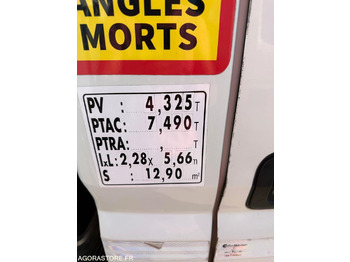 ANGLES
MORTS
PV : 4,325 T
PTAC: 7,490 T
PTRA: , T
LxL: 2,28 x 5,66 m
S : 12,90 m²
AGORASTORE.FR